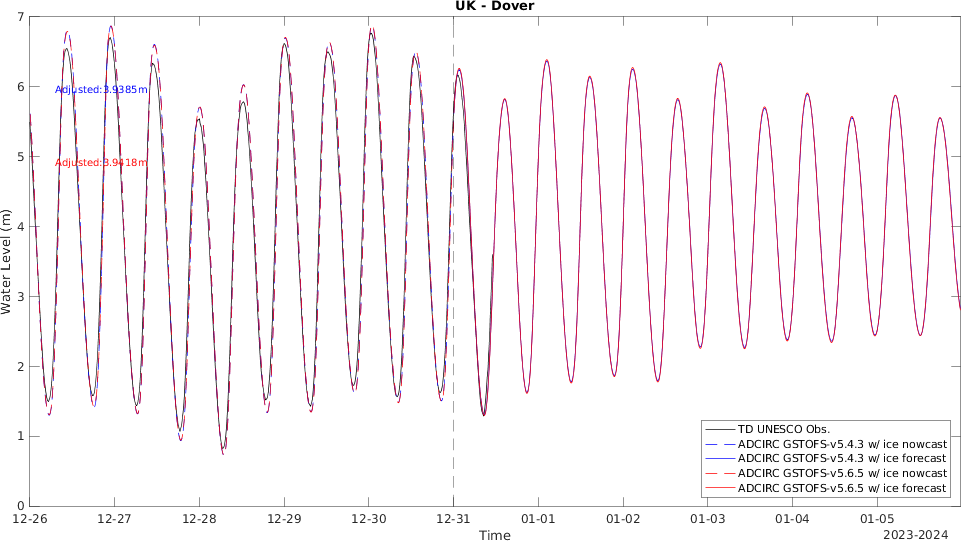 UK - Dover
7
6
5
4
3
2
1
0
Water Level (m)
Adjusted:3.9385m
Adjusted:3.9418m
TD UNESCO Obs.
ADCIRC GSTOFS-v5.4.3 w/ ice nowcast
ADCIRC GSTOFS-v5.4.3 w/ ice forecast
ADCIRC GSTOFS-v5.6.5 w/ ice nowcast
ADCIRC GSTOFS-v5.6.5 w/ ice forecast
12-26 12-27 12-28 12-29 12-30 12-31 01-01 01-02 01-03 01-04 01-05
Time
2023-2024